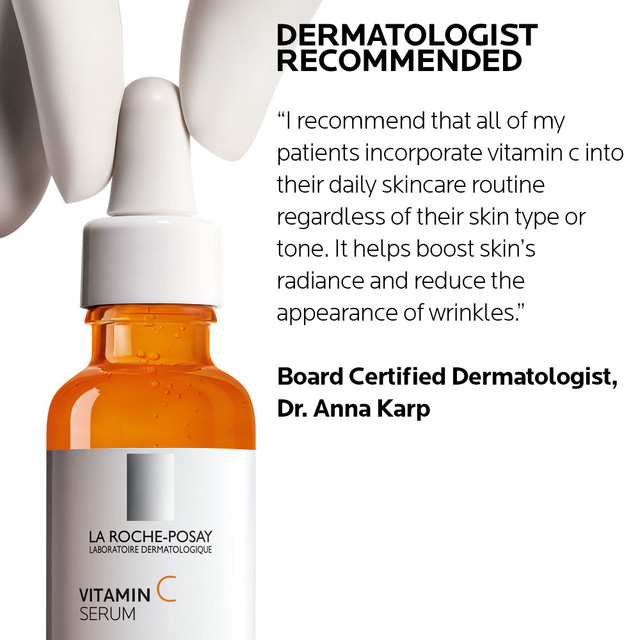 DERMATOLOGIST
RECOMMENDED
“I recommend that all of my
patients incorporate vitamin c into
their daily skincare routine
regardless of their skin type or
tone. It helps boost skin’s
radiance and reduce the
appearance of wrinkles.”
Board Certified Dermatologist,
Dr. Anna Karp
LA ROCHE-POSAY
LABORATOIRE DERMATOLOGIQUE
VITAMIN C
SERUM